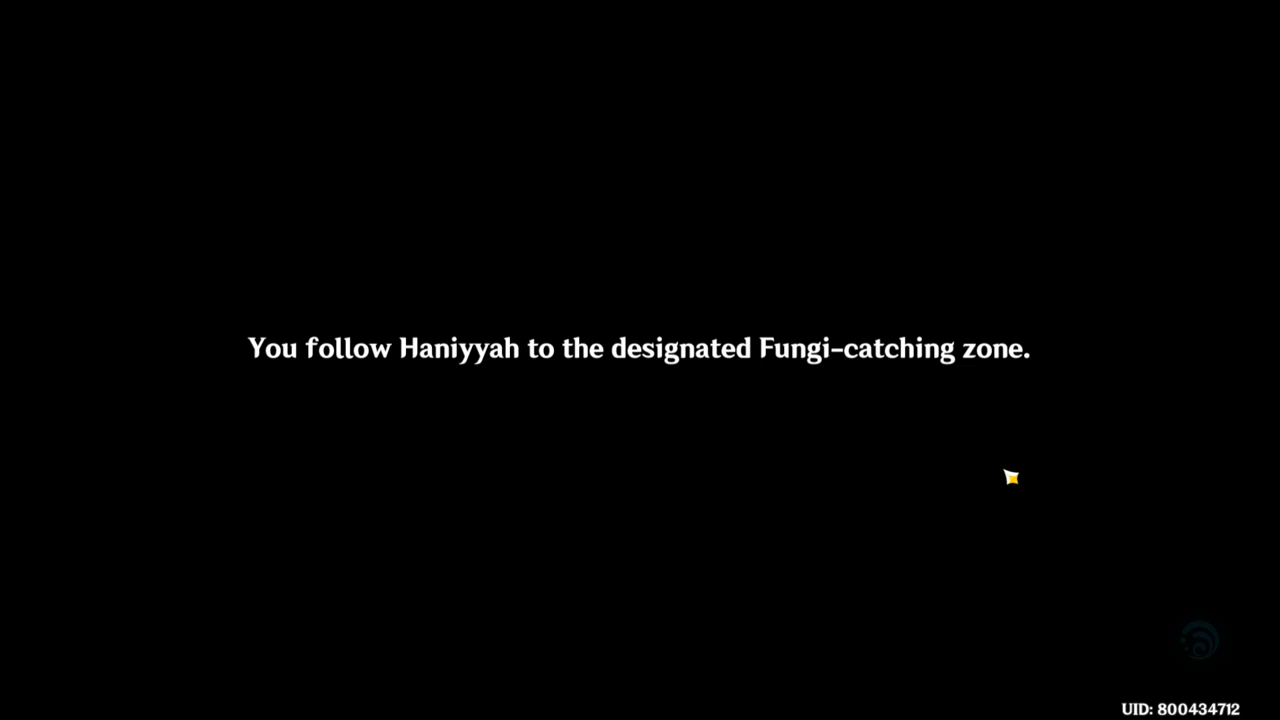 You follow Haniyyah to the designated Fungi-catching zone.
UID: 800434712